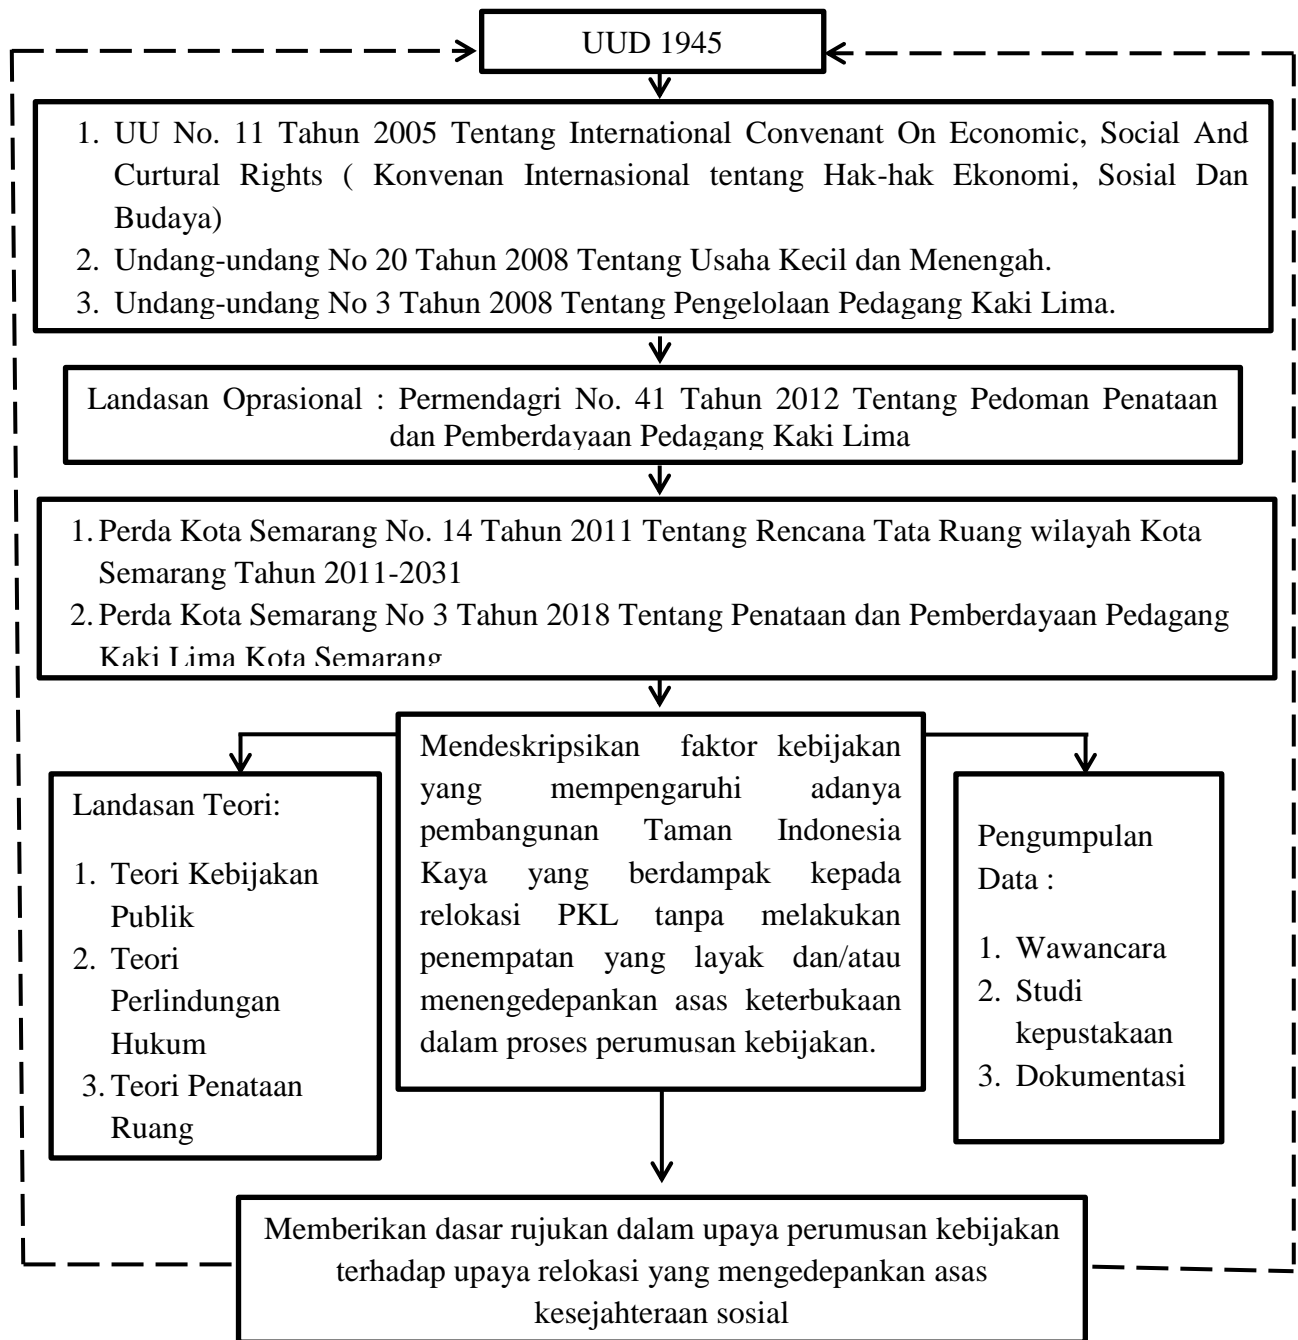 UUD 1945
1. UU No. 11 Tahun 2005 Tentang International Convenant On Economic, Social And
Curtural Rights ( Konvenan Internasional tentang Hak-hak Ekonomi, Sosial Dan
Budaya)
2. Undang-undang No 20 Tahun 2008 Tentang Usaha Kecil dan Menengah.
3. Undang-undang No 3 Tahun 2008 Tentang Pengelolaan Pedagang Kaki Lima.
Landasan Oprasional : Permendagri No. 41 Tahun 2012 Tentang Pedoman Penataan
dan Pemberdayaan Pedagang Kaki Lima
1. Perda Kota Semarang No. 14 Tahun 2011 Tentang Rencana Tata Ruang wilayah Kota
Semarang Tahun 2011-2031
2. Perda Kota Semarang No 3 Tahun 2018 Tentang Penataan dan Pemberdayaan Pedagang
Kaki Lima Kota Semarang
Landasan Teori:
1. Teori Kebijakan
Publik
2. Teori
Perlindungan
Hukum
3. Teori Penataan
Ruang
Mendeskripsikan faktor kebijakan
yang mempengaruhi adanya
pembangunan Taman Indonesia
Kaya yang berdampak kepada
relokasi PKL tanpa melakukan
penempatan yang layak dan/atau
menengedepankan asas keterbukaan
dalam proses perumusan kebijakan.
Pengumpulan
Data :
1. Wawancara
2. Studi
kepustakaan
3. Dokumentasi
Memberikan dasar rujukan dalam upaya perumusan kebijakan
terhadap upaya relokasi yang mengedepankan asas
kesejahteraan sosial